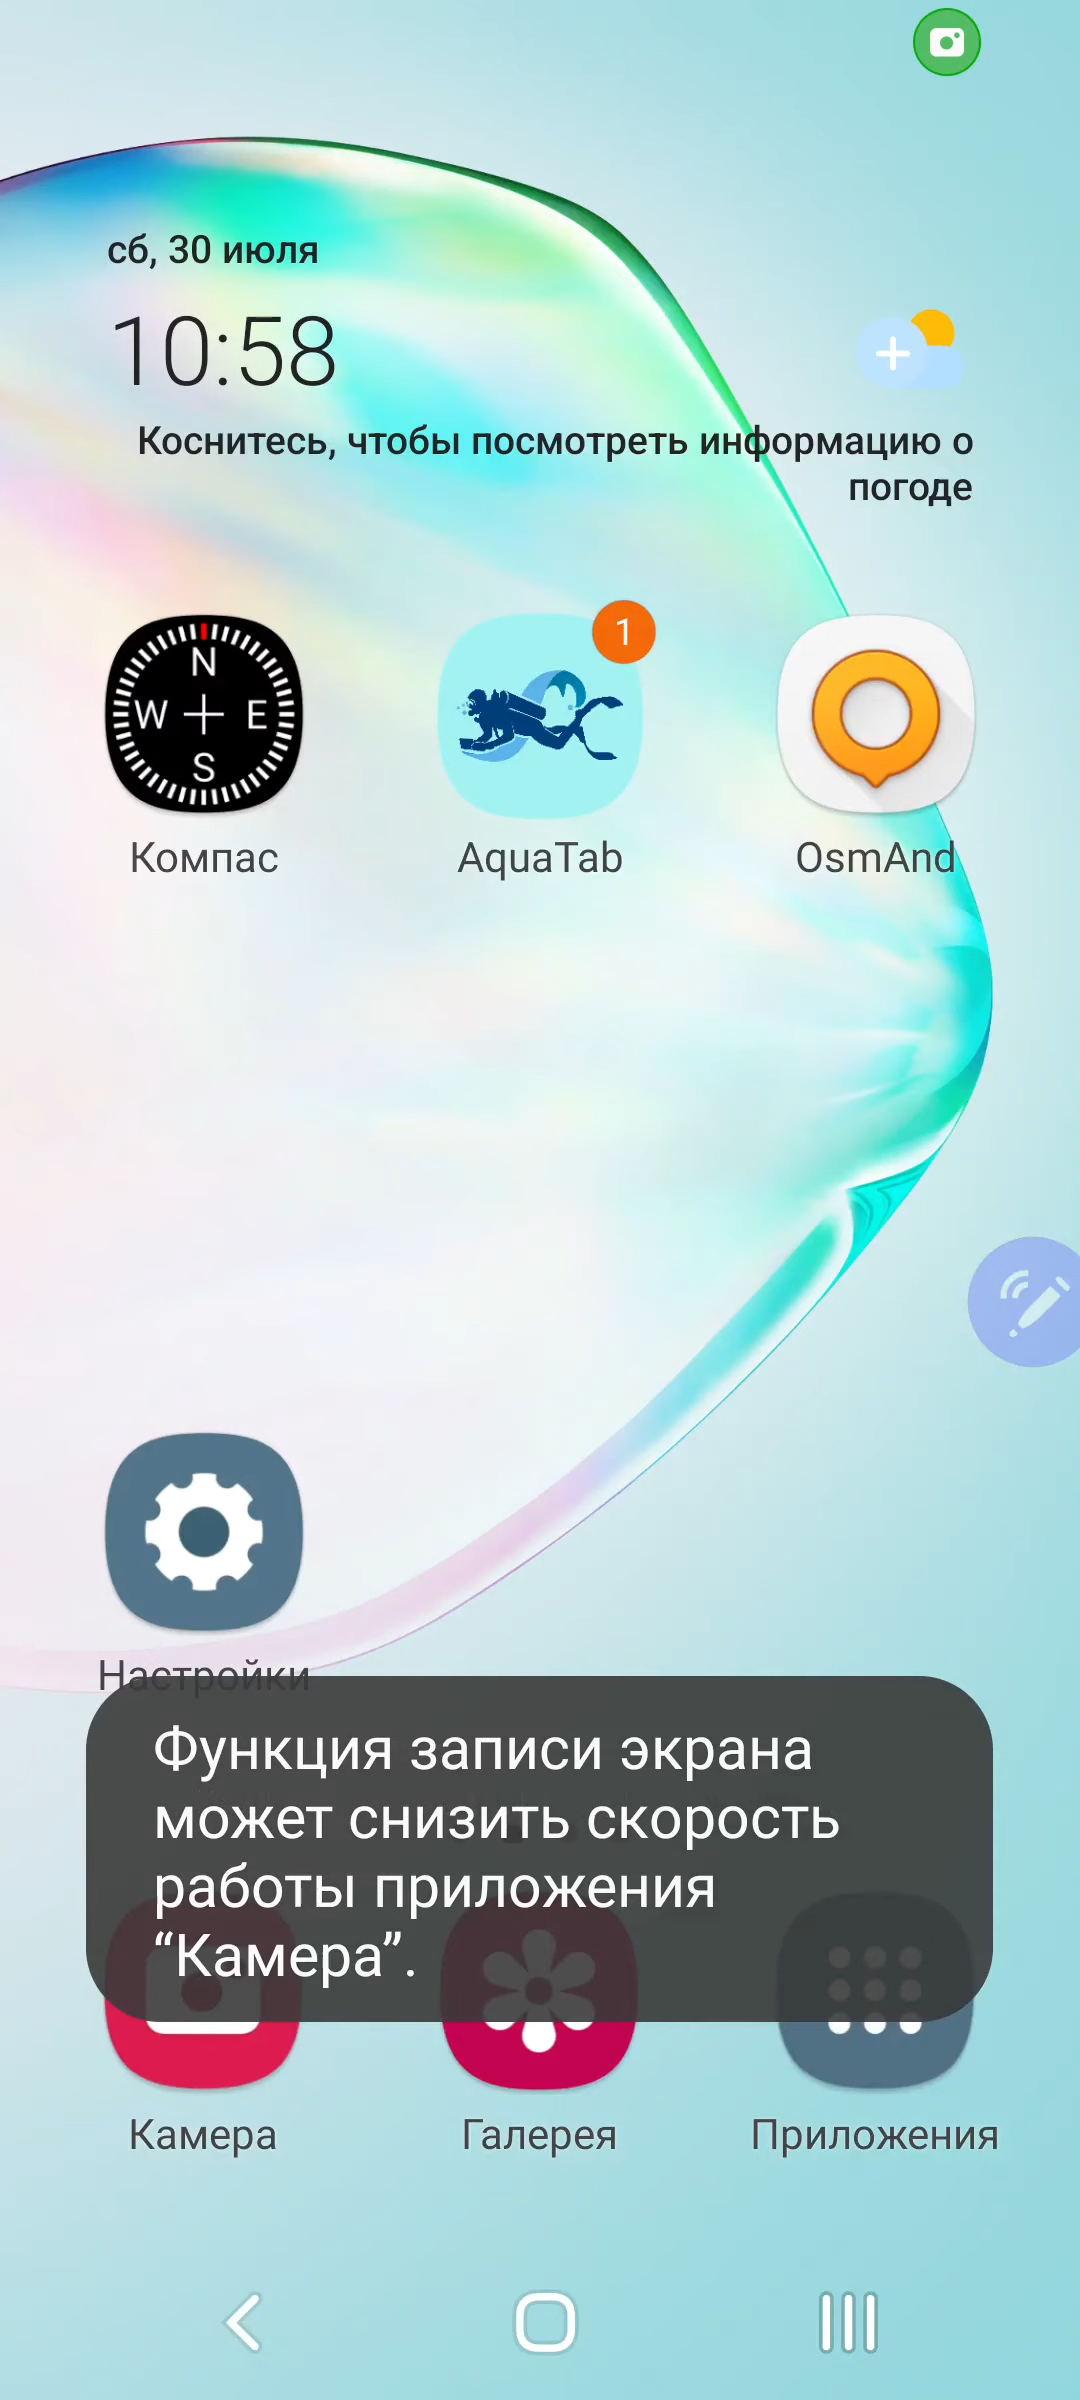 сб, 30 июля
10:58
Коснитесь, чтобы посмотреть информацию о
погоде
N
W E
S
1
Компас
AquaTab
OsmAnd
Настройки
Функция записи экрана
может снизить скорость
работы приложения
“Камера”.
Камера
Галерея
Приложения